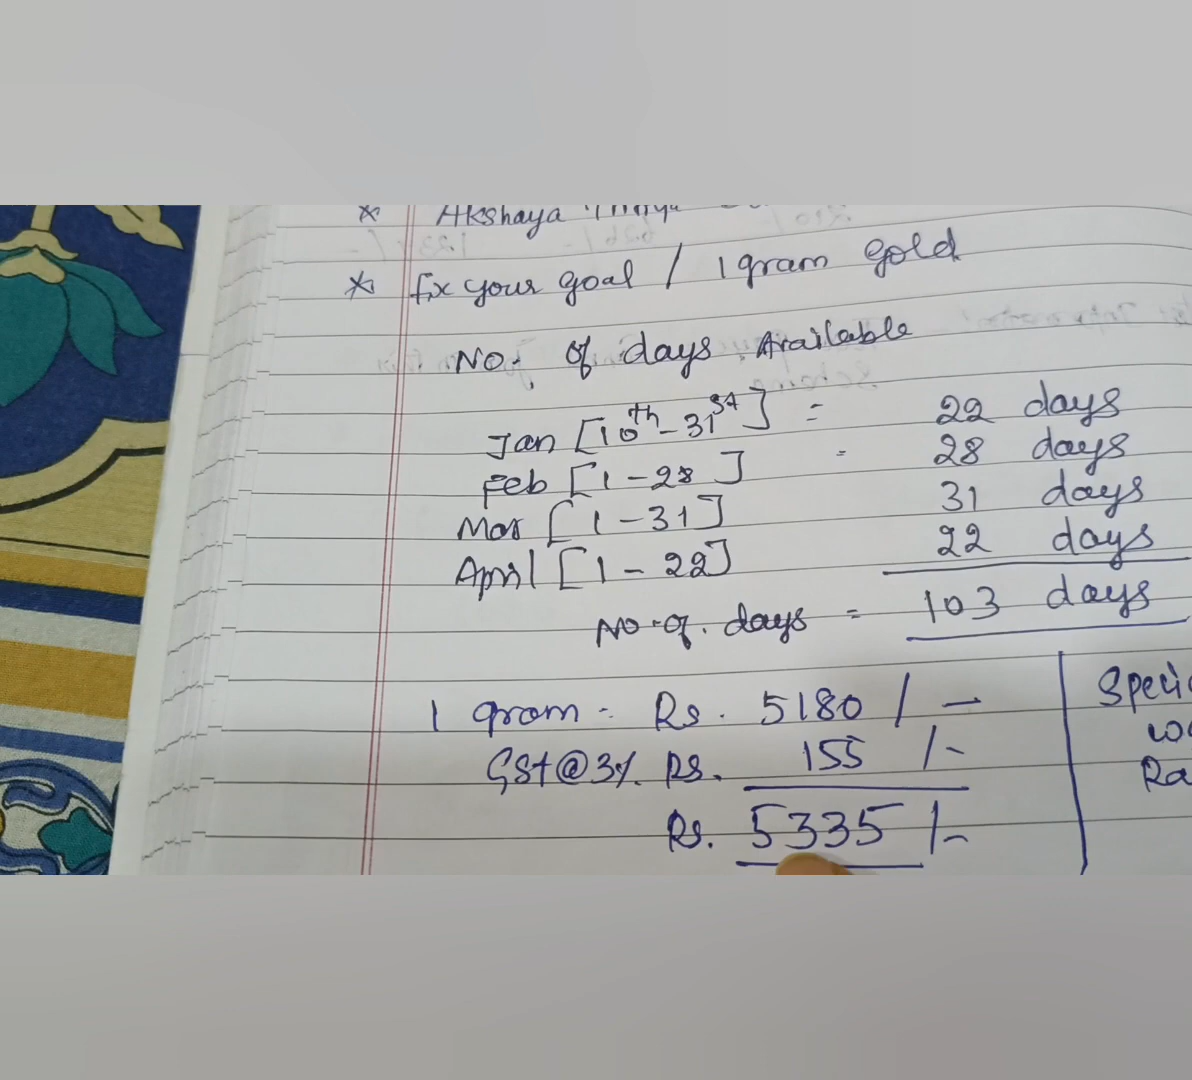 * Akshaya
* fix your goal / 1 gram gold
No. of days Available
Jan [10th - 31st] = 22 days
Feb [1 - 28] = 28 days
Mar [1 - 31] 31 days
April [1 - 22] 22 days
No. of. days = 103 days
1 gram - Rs. 5180 /-
Gst @ 3%. Rs. 155 /-
Rs. 5335 /-